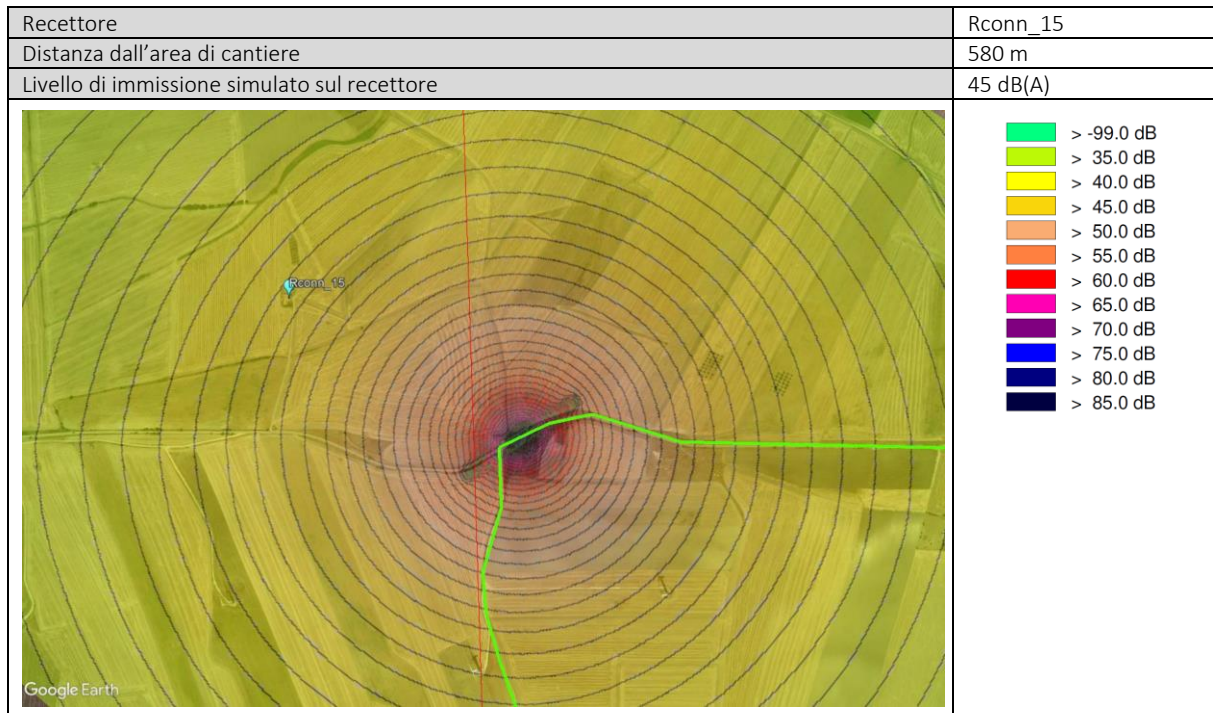 Recettore Rconn_15
Distanza dall’area di cantiere 580 m
Livello di immissione simulato sul recettore 45 dB(A)
Rconn_15
Google Earth
> -99.0 dB
> 35.0 dB
> 40.0 dB
> 45.0 dB
> 50.0 dB
> 55.0 dB
> 60.0 dB
> 65.0 dB
> 70.0 dB
> 75.0 dB
> 80.0 dB
> 85.0 dB